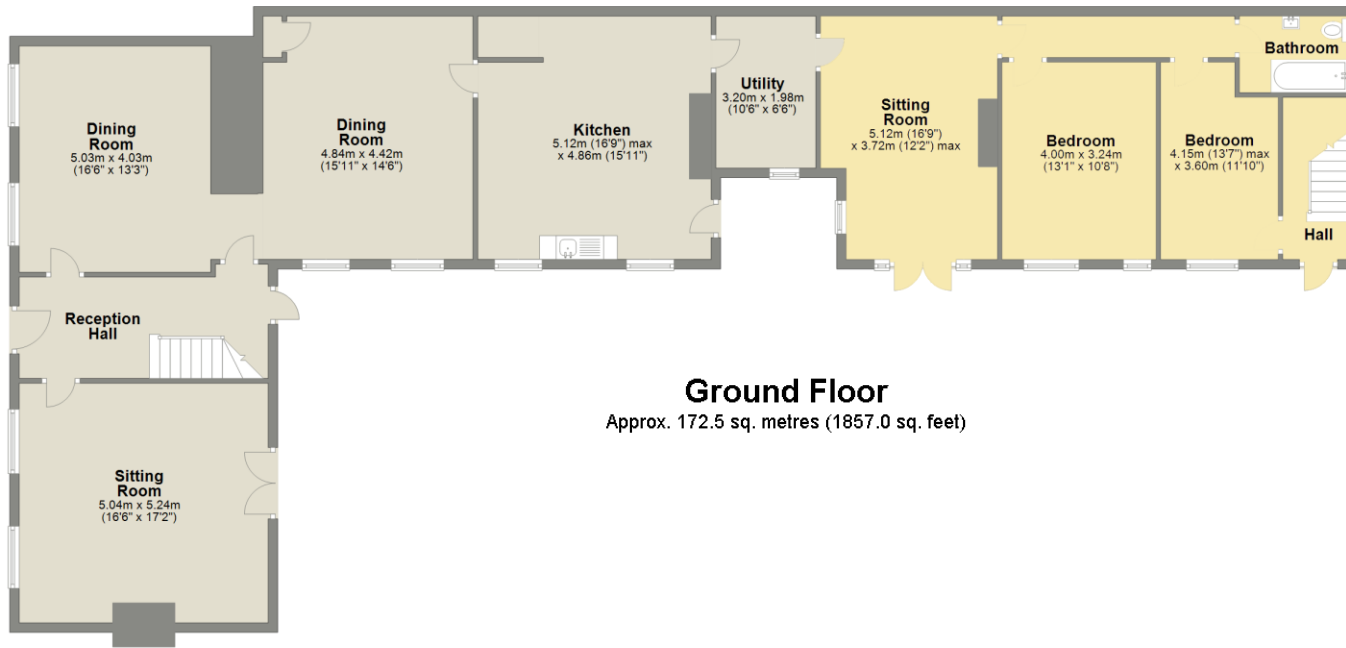 Dining
Room
5.03m x 4.03m
(16'6" x 13'3")
Dining
Room
4.84m x 4.42m
(15'11" x 14'6")
Kitchen
5.12m (16'9") max
x 4.86m (15'11")
Utility
3.20m x 1.98m
(10'6" x 6'6")
Sitting
Room
5.12m (16'9")
x 3.72m (12'2") max
Bedroom
4.00m x 3.24m
(13'1" x 10'8")
Bedroom
4.15m (13'7") max
x 3.60m (11'10")
Bathroom
Hall
Reception
Hall
Sitting
Room
5.04m x 5.24m
(16'6" x 17'2")
Ground Floor
Approx. 172.5 sq. metres (1857.0 sq. feet)